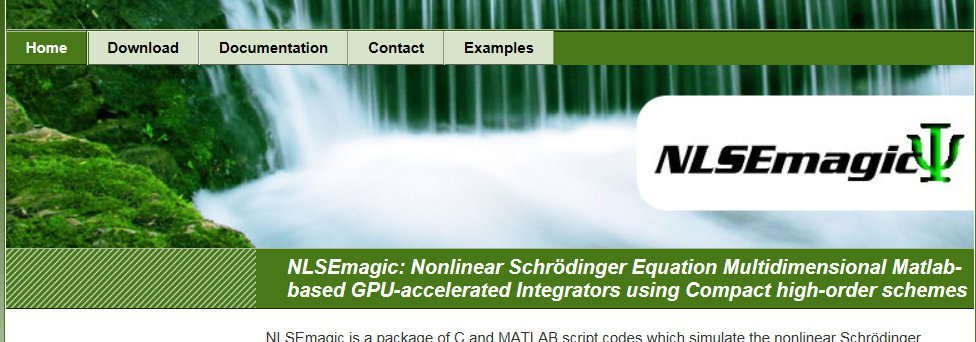 Home Download Documentation Contact Examples
NLSEmagicΨ
NLSEmagic: Nonlinear Schrödinger Equation Multidimensional Matlab-
based GPU-accelerated Integrators using Compact high-order schemes
NLSEmagic is a package of C and MATLAB script codes which simulate the nonlinear Schrödinger